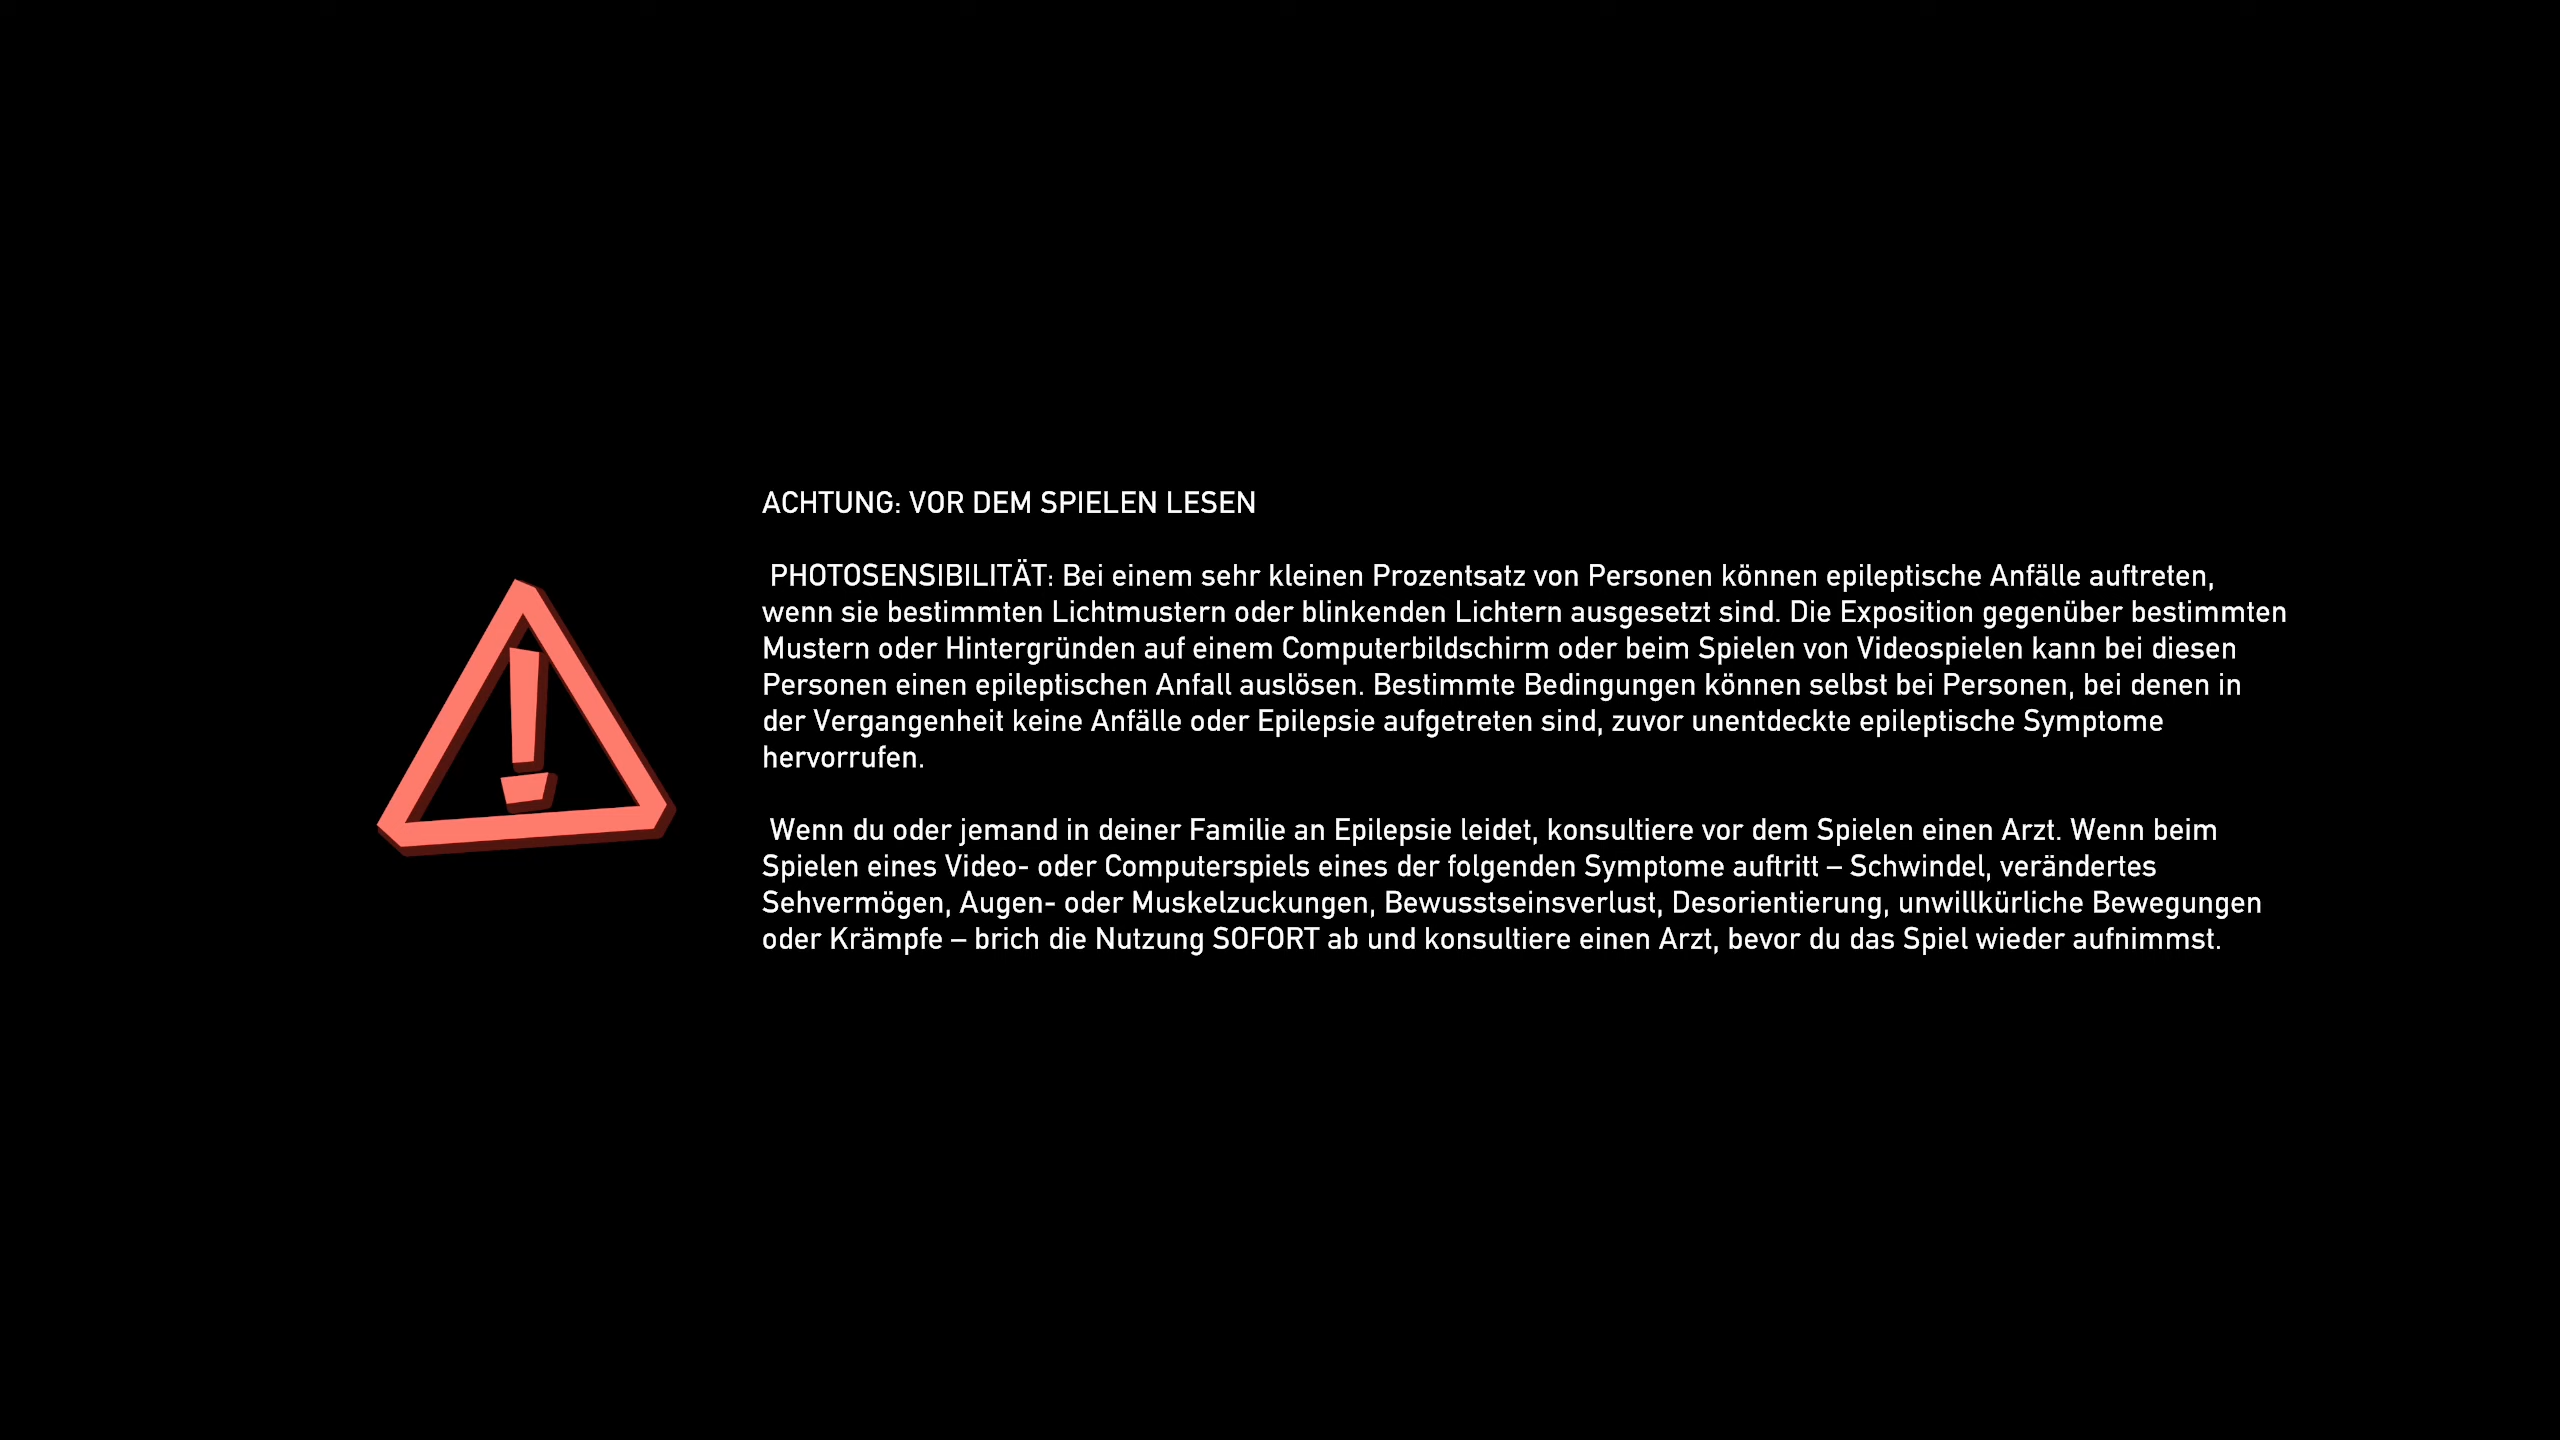 ACHTUNG: VOR DEM SPIELEN LESEN
PHOTOSENSIBILITÄT: Bei einem sehr kleinen Prozentsatz von Personen können epileptische Anfälle auftreten,
wenn sie bestimmten Lichtmustern oder blinkenden Lichtern ausgesetzt sind. Die Exposition gegenüber bestimmten
Mustern oder Hintergründen auf einem Computerbildschirm oder beim Spielen von Videospielen kann bei diesen
Personen einen epileptischen Anfall auslösen. Bestimmte Bedingungen können selbst bei Personen, bei denen in
der Vergangenheit keine Anfälle oder Epilepsie aufgetreten sind, zuvor unentdeckte epileptische Symptome
hervorrufen.
Wenn du oder jemand in deiner Familie an Epilepsie leidet, konsultiere vor dem Spielen einen Arzt. Wenn beim
Spielen eines Video- oder Computerspiels eines der folgenden Symptome auftritt – Schwindel, verändertes
Sehvermögen, Augen- oder Muskelzuckungen, Bewusstseinsverlust, Desorientierung, unwillkürliche Bewegungen
oder Krämpfe – brich die Nutzung SOFORT ab und konsultiere einen Arzt, bevor du das Spiel wieder aufnimmst.